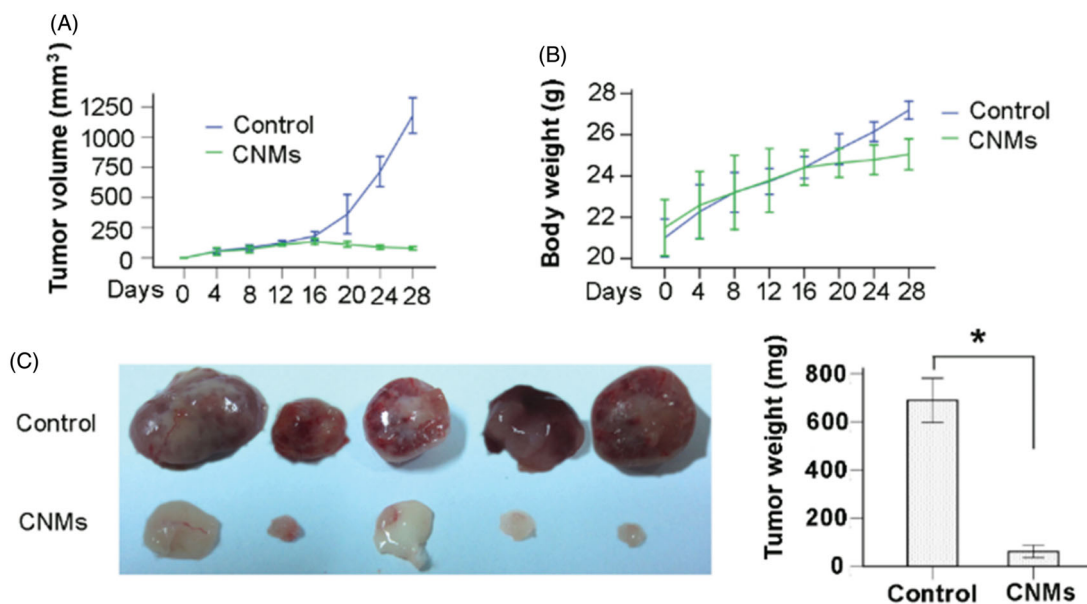 (A)
Tumor volume (mm³)
1250
1000
750
500
250
0
Control
CNMs
Days 0 4 8 12 16 20 24 28
(B)
Body weight (g)
28
26
24
22
20
Control
CNMs
Days 0 4 8 12 16 20 24 28
(C)
Control
CNMs
Tumor weight (mg)
800
600
400
200
0
*
Control CNMs